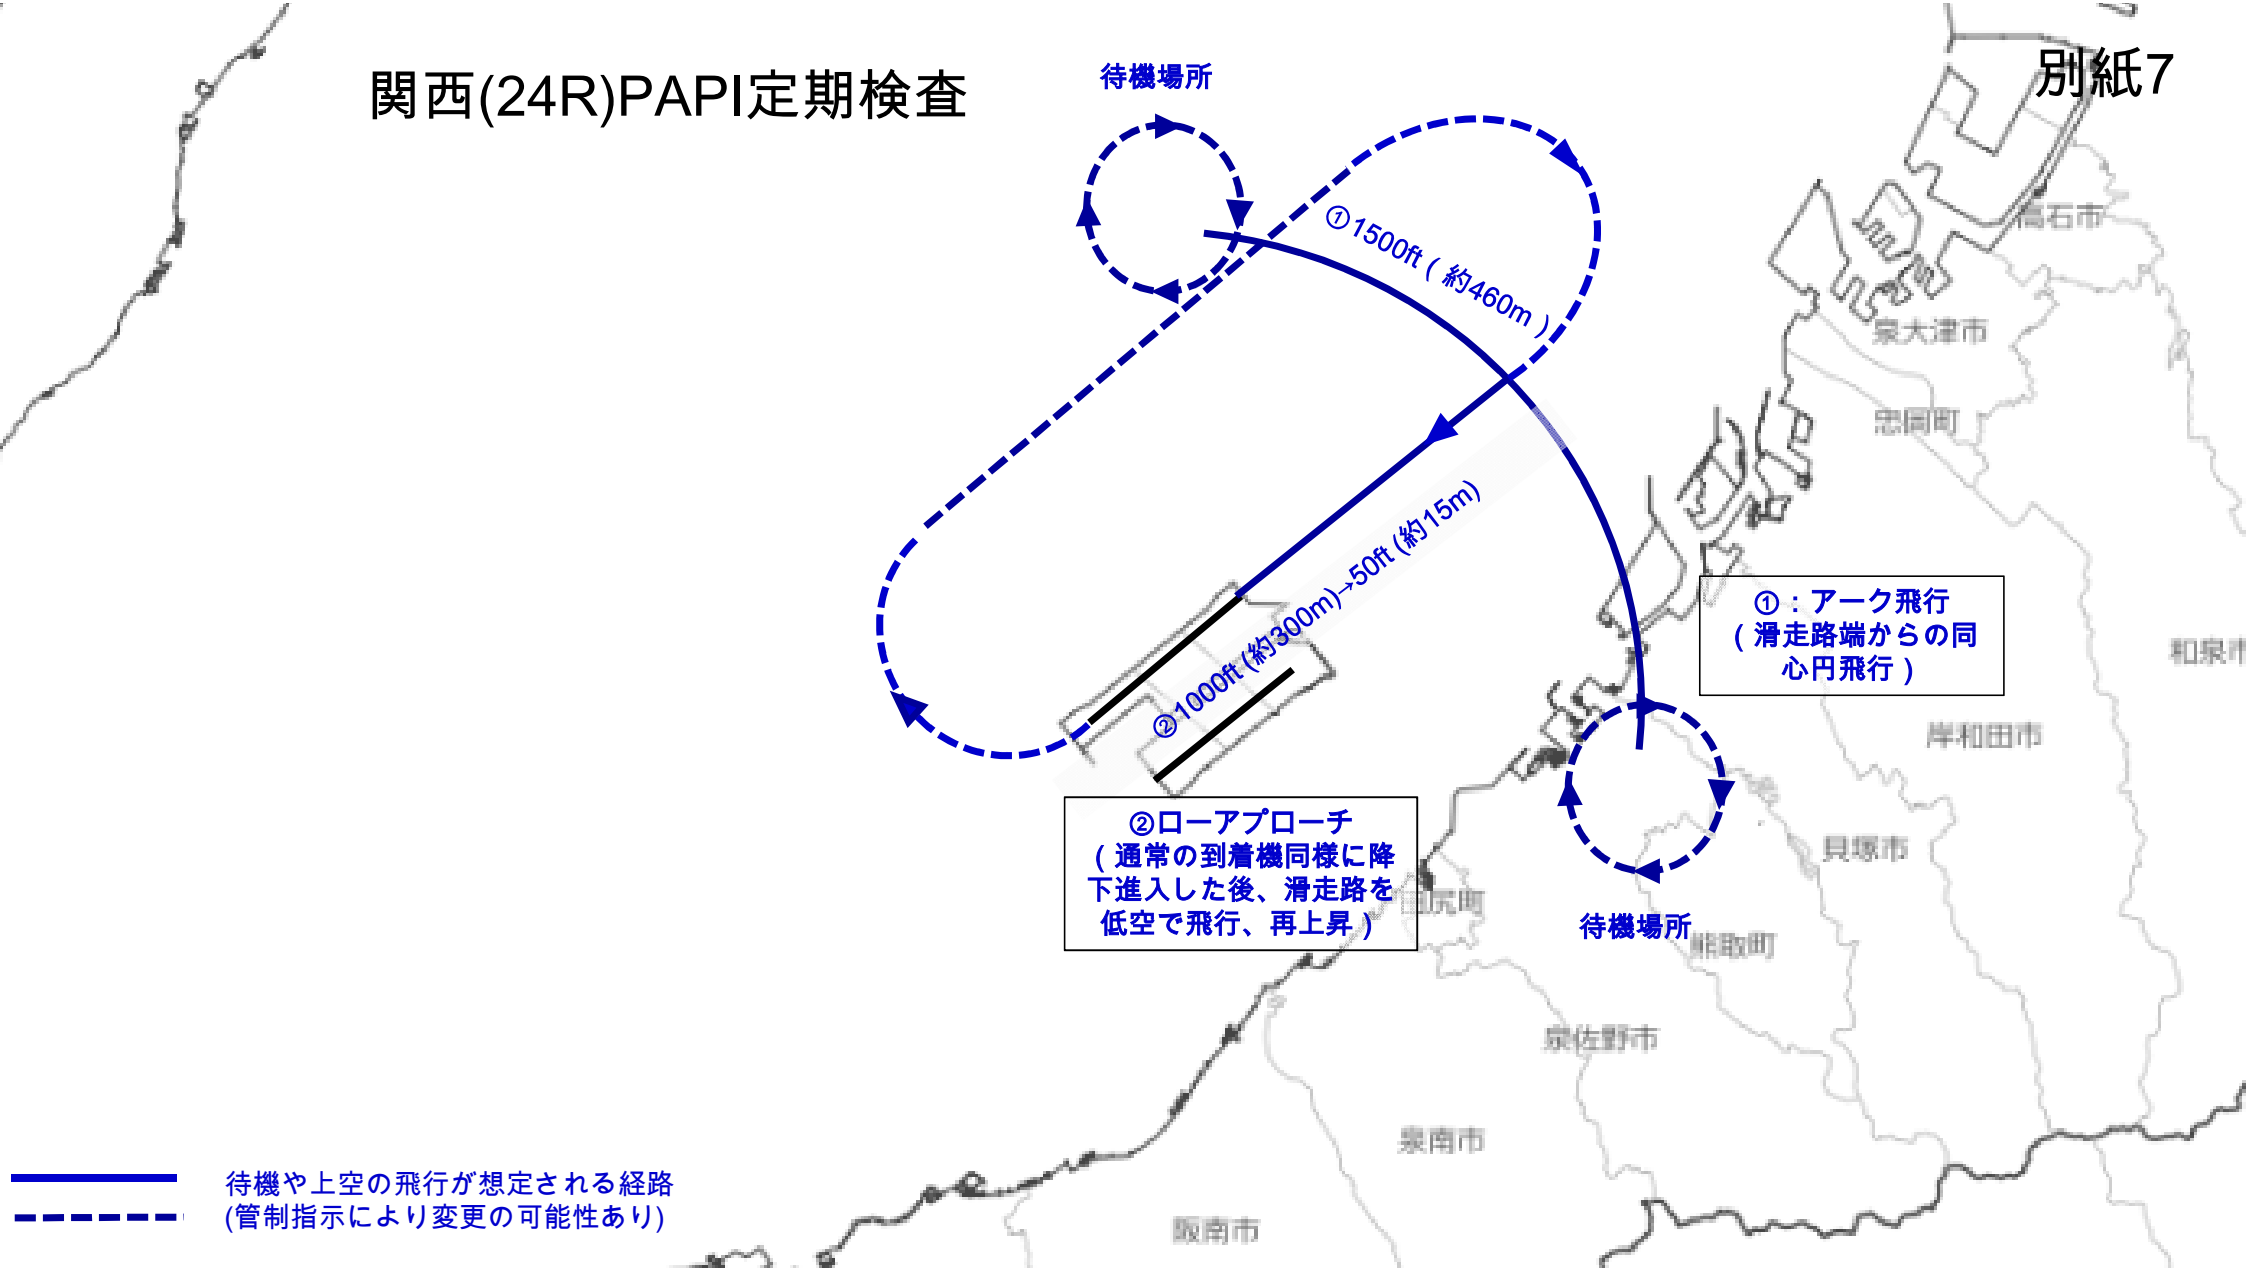 関西(24R)PAPI定期検査
別紙7
待機場所
①1500ft ( 約460m )
高石市
泉大津市
忠岡町
②1000ft (約300m)→50ft (約15m)
①：アーク飛行
( 滑走路端からの同
心円飛行 )
和泉市
岸和田市
②ローアプローチ
( 通常の到着機同様に降
下進入した後、滑走路を
低空で飛行、再上昇 )
貝塚市
田尻町
待機場所
熊取町
泉佐野市
泉南市
阪南市
待機や上空の飛行が想定される経路
(管制指示により変更の可能性あり)